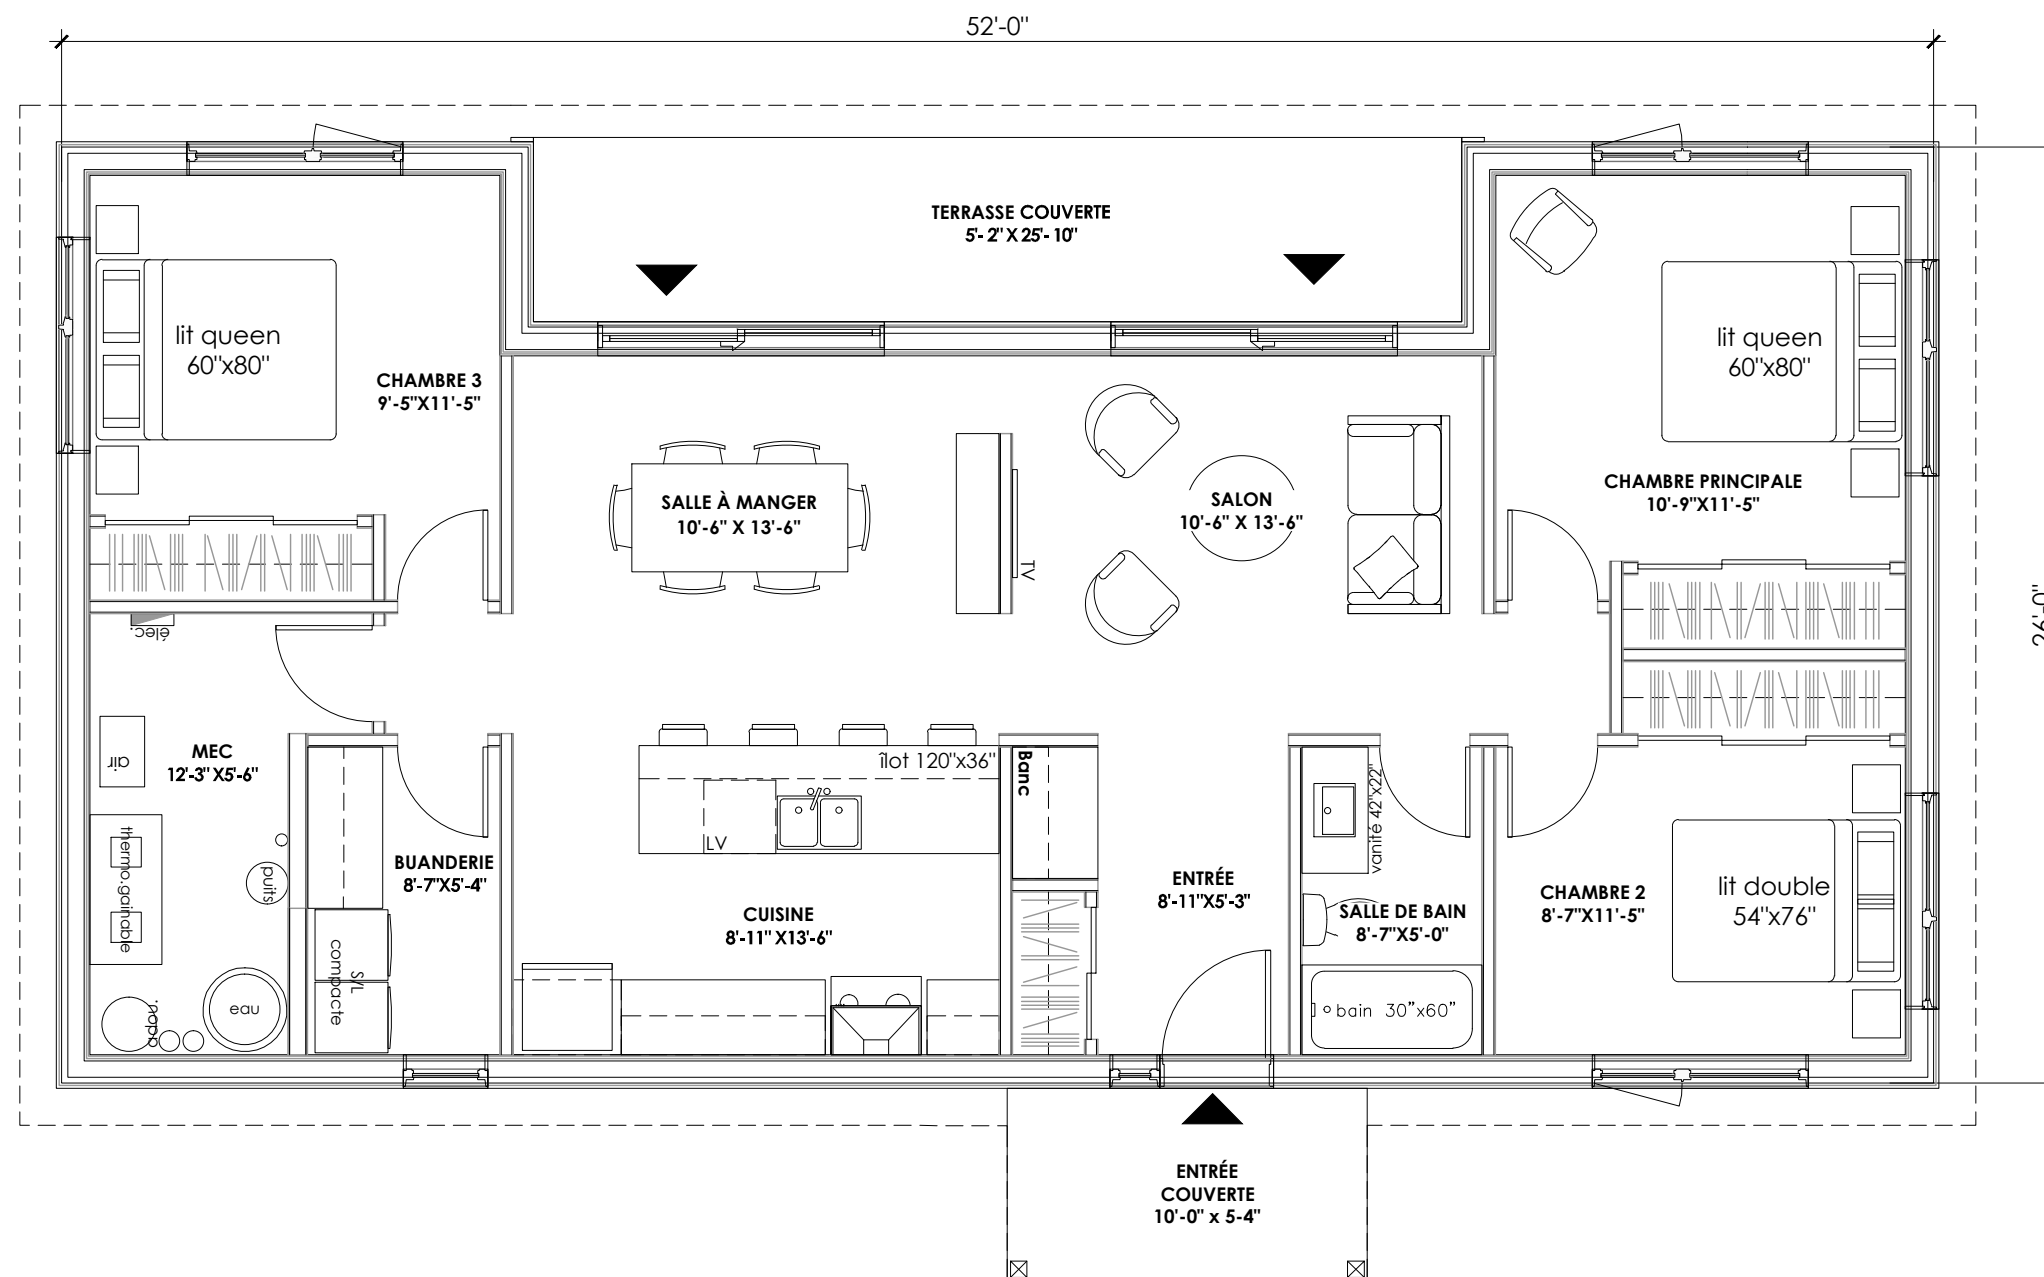 52'-0"
TERRASSE COUVERTE
5'- 2" X 25'- 10"
lit queen
60"x80"
CHAMBRE 3
9'-5"X11'-5"
lit queen
60"x80"
CHAMBRE PRINCIPALE
10'-9"X11'-5"
SALLE À MANGER
10'-6" X 13'-6"
TV
SALON
10'-6" X 13'-6"
26'-0"
élec.
air
MEC
12'-3" X5'-6"
thermo.gainable
puits
eau
BUANDERIE
8'-7"X5'-4"
S/L
compacte
îlot 120"x36"
LV
CUISINE
8'-11" X13'-6"
Banc
ENTRÉE
8'-11"X5'-3"
vanité 42"x22"
SALLE DE BAIN
8'-7"X5'-0"
bain 30"x60"
CHAMBRE 2
8'-7"X11'-5"
lit double
54"x76"
ENTRÉE
COUVERTE
10'-0" x 5-4"